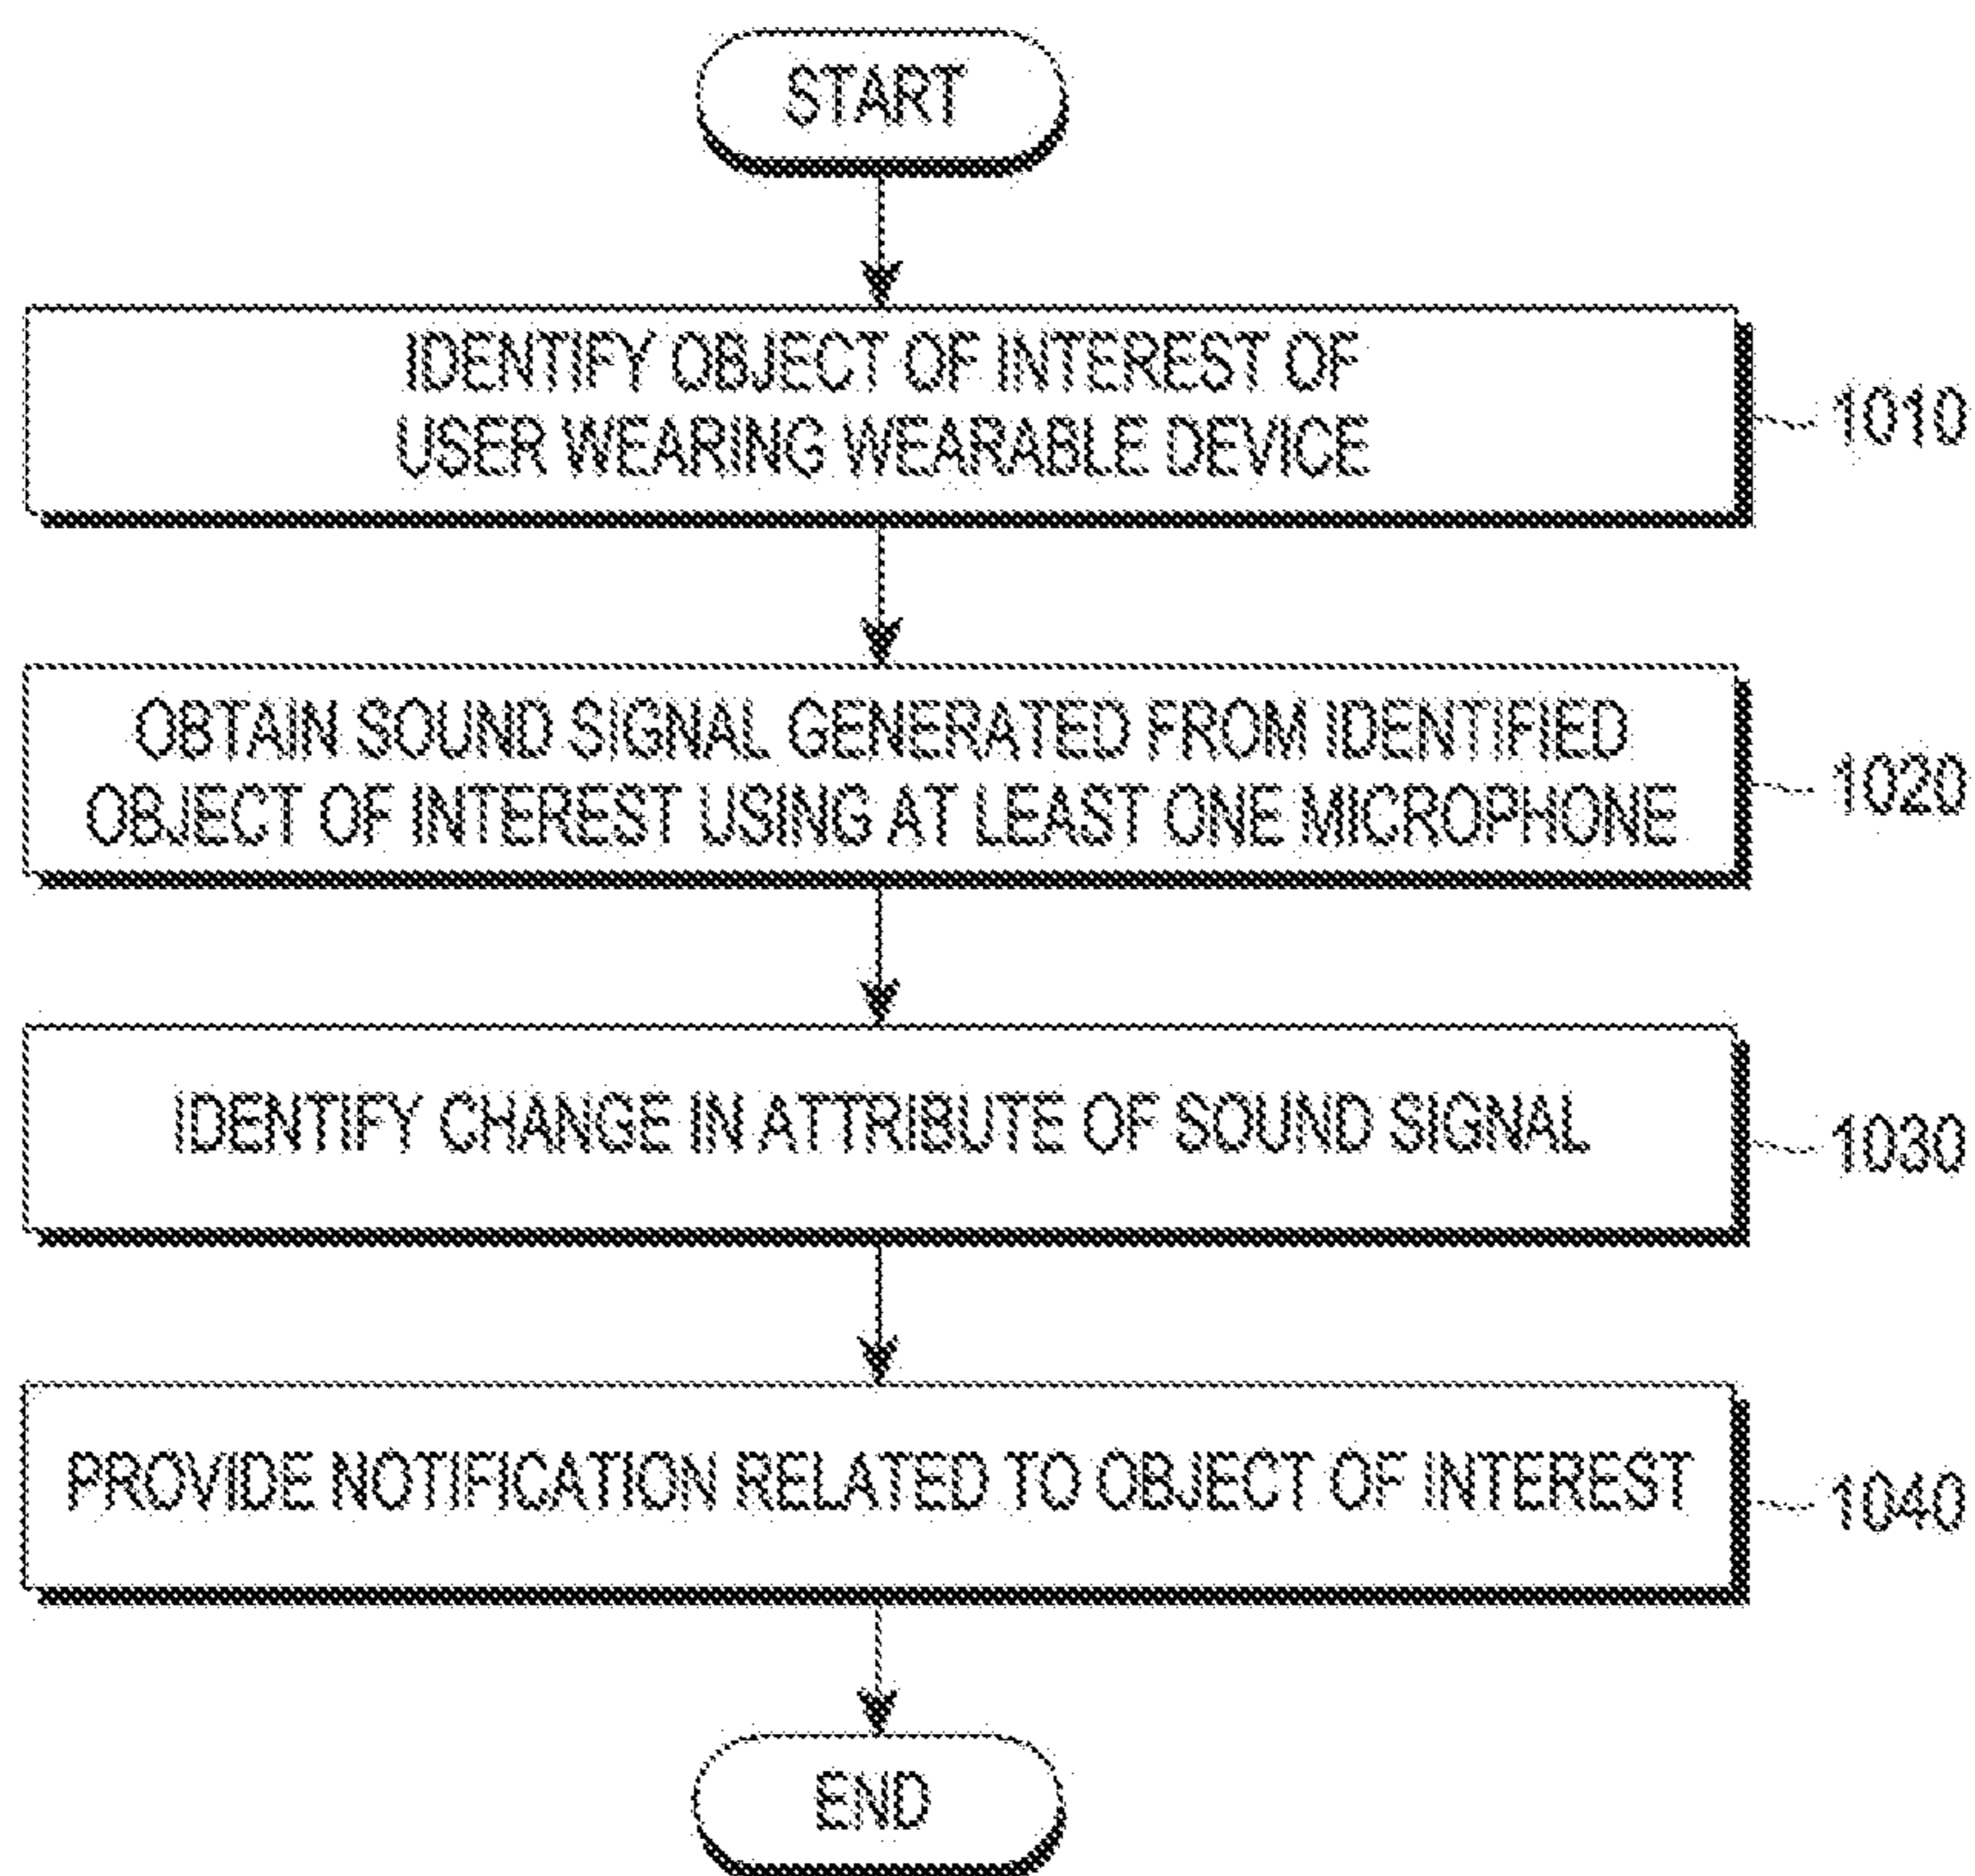 START
IDENTIFY OBJECT OF INTEREST OF
USER WEARING WEARABLE DEVICE
1010
OBTAIN SOUND SIGNAL GENERATED FROM IDENTIFIED
OBJECT OF INTEREST USING AT LEAST ONE MICROPHONE
1020
IDENTIFY CHANGE IN ATTRIBUTE OF SOUND SIGNAL
1030
PROVIDE NOTIFICATION RELATED TO OBJECT OF INTEREST
1040
END